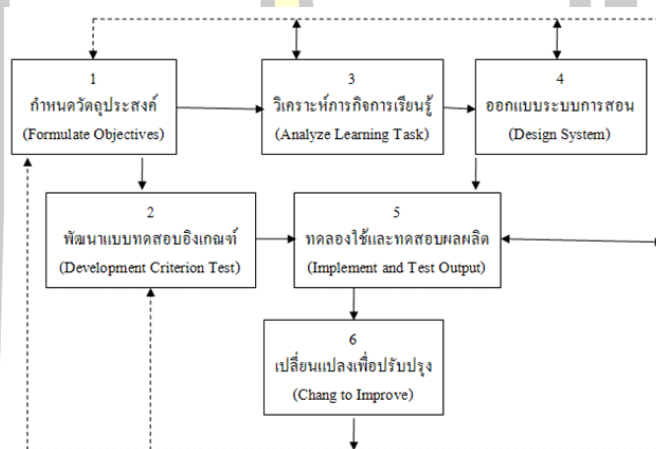 1
กำหนดวัตถุประสงค์
(Formulate Objectives)
3
วิเคราะห์ภารกิจการเรียนรู้
(Analyze Learning Task)
4
ออกแบบระบบการสอน
(Design System)
2
พัฒนาแบบทดสอบอิงเกณฑ์
(Development Criterion Test)
5
ทดลองใช้และทดสอบผลผลิต
(Implement and Test Output)
6
เปลี่ยนแปลงเพื่อปรับปรุง
(Chang to Improve)